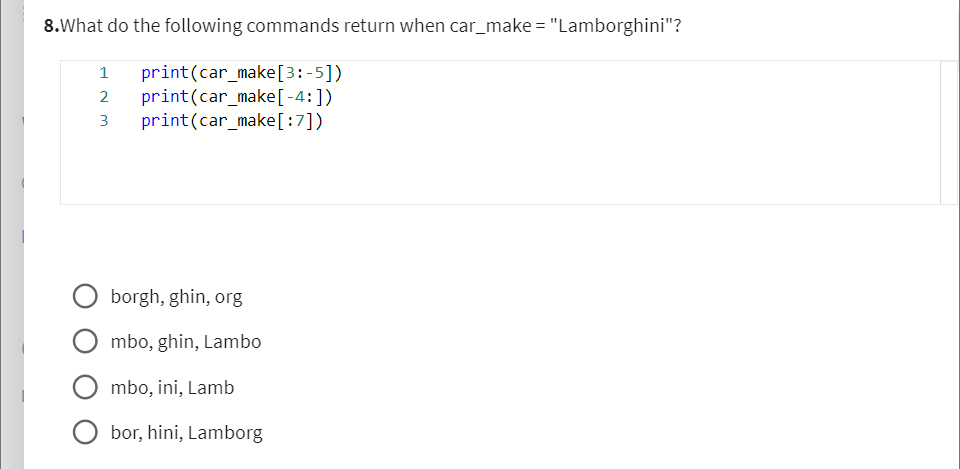 8.What do the following commands return when car_make = "Lamborghini"?
1 print(car_make[3:-5])
2 print(car_make[-4:])
3 print(car_make[:7])
borgh, ghin, org
mbo, ghin, Lambo
mbo, ini, Lamb
bor, hini, Lamborg